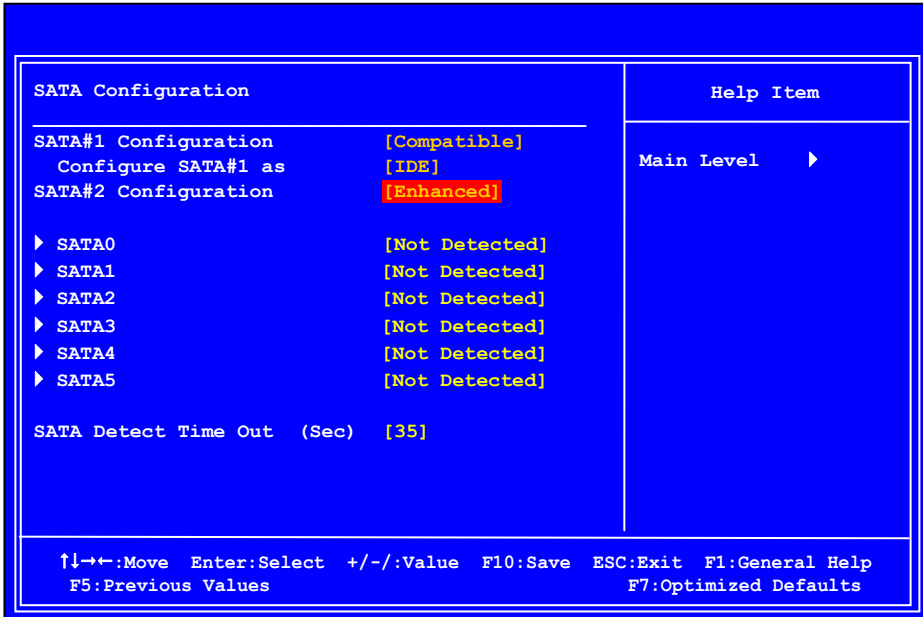 SATA Configuration
Help Item
SATA#1 Configuration [Compatible]
Configure SATA#1 as [IDE]
SATA#2 Configuration [Enhanced]
Main Level
SATA0 [Not Detected]
SATA1 [Not Detected]
SATA2 [Not Detected]
SATA3 [Not Detected]
SATA4 [Not Detected]
SATA5 [Not Detected]
SATA Detect Time Out (Sec) [35]
↑↓→←:Move Enter:Select +/-/:Value F10:Save ESC:Exit F1:General Help
F5:Previous Values F7:Optimized Defaults